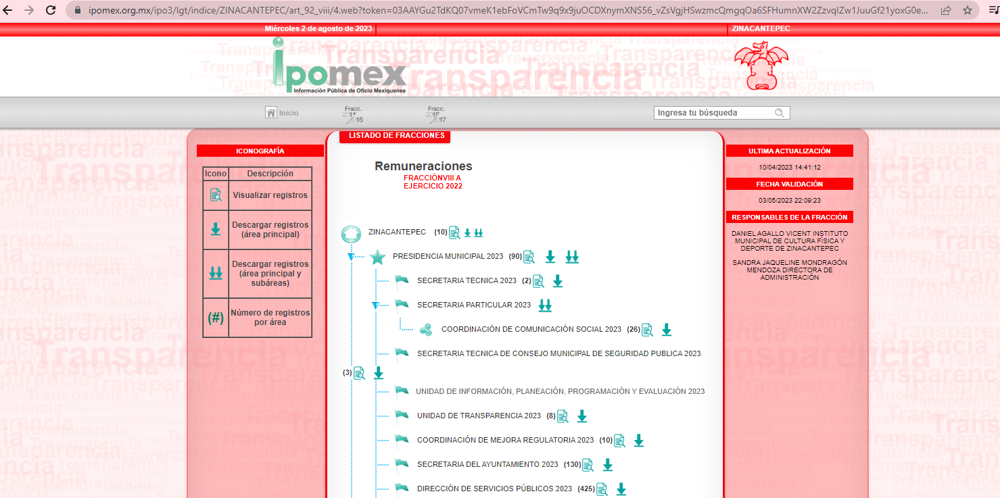 ipomex.org.mx/ipo3/lgt/indice/ZINACANTEPEC/art_92_viii/4.web?token=03AAYGu2TdKQ07vmeK1ebFoVCmTw9q9x9juOCDXnymXNS56_vZsVgjHSwzmcQmgqOa6SFHumnXW2ZzvqIZw1JuuGf21yoxG0e...
Miércoles 2 de agosto de 2023
ZINACANTEPEC
Transparencia
ipomex
Información Pública de Oficio Mexiquense
Inicio
Fracc.
Fracc.
Ingresa tu búsqueda
LISTADO DE FRACCIONES
ICONOGRAFÍA
Icono Descripción
Visualizar registros
Descargar registros
(área principal)
Descargar registros
(área principal y
subáreas)
(#) Número de registros
por área
Remuneraciones
FRACCIÓNVIII A
EJERCICIO 2022
ZINACANTEPEC (10)
PRESIDENCIA MUNICIPAL 2023 (90)
SECRETARIA TECNICA 2023 (2)
SECRETARIA PARTICULAR 2023
COORDINACIÓN DE COMUNICACIÓN SOCIAL 2023 (26)
SECRETARIA TECNICA DE CONSEJO MUNICIPAL DE SEGURIDAD PUBLICA 2023
(3)
UNIDAD DE INFORMACIÓN, PLANEACIÓN, PROGRAMACIÓN Y EVALUACIÓN 2023
UNIDAD DE TRANSPARENCIA 2023 (8)
COORDINACIÓN DE MEJORA REGULATORIA 2023 (10)
SECRETARIA DEL AYUNTAMIENTO 2023 (130)
DIRECCIÓN DE SERVICIOS PÚBLICOS 2023 (425)
ULTIMA ACTUALIZACIÓN
10/04/2023 14:41:12
FECHA VALIDACIÓN
03/05/2023 22:09:23
RESPONSABLES DE LA FRACCIÓN
DANIEL AGALLO VICENT INSTITUTO
MUNICIPAL DE CULTURA FÍSICA Y
DEPORTE DE ZINACANTEPEC
SANDRA JAQUELINE MONDRAGÓN
MENDOZA DIRECTORA DE
ADMINISTRACIÓN